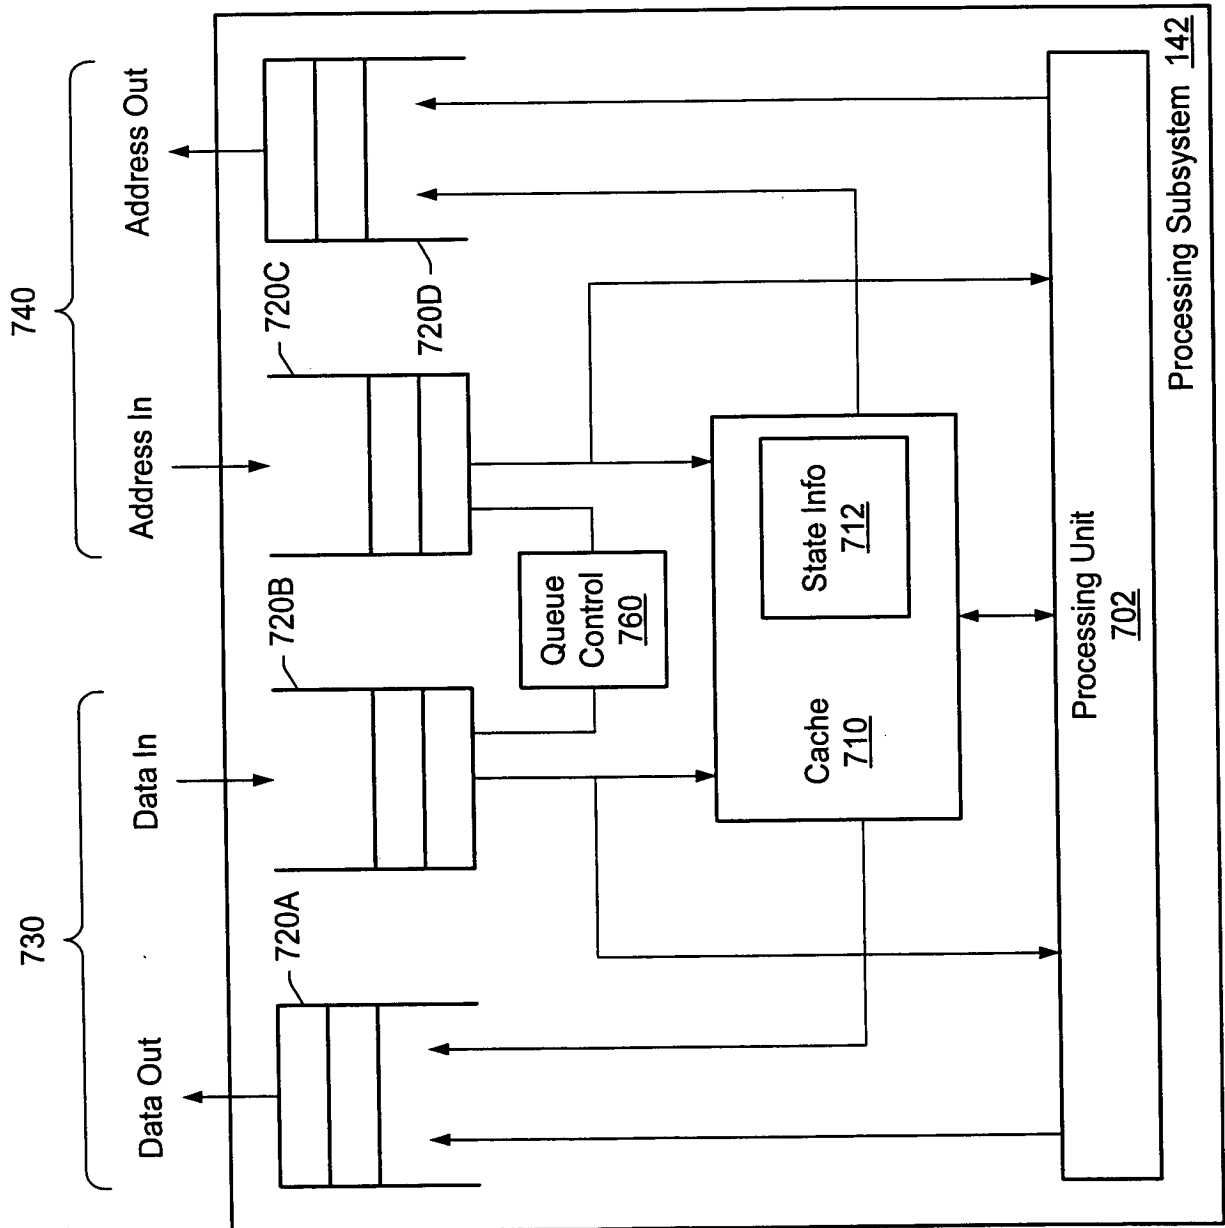 730
740
Data Out
Data In
Address In
Address Out
720A
720B
720C
720D
Queue
Control
760
Cache
710
State Info
712
Processing Unit
702
Processing Subsystem 142